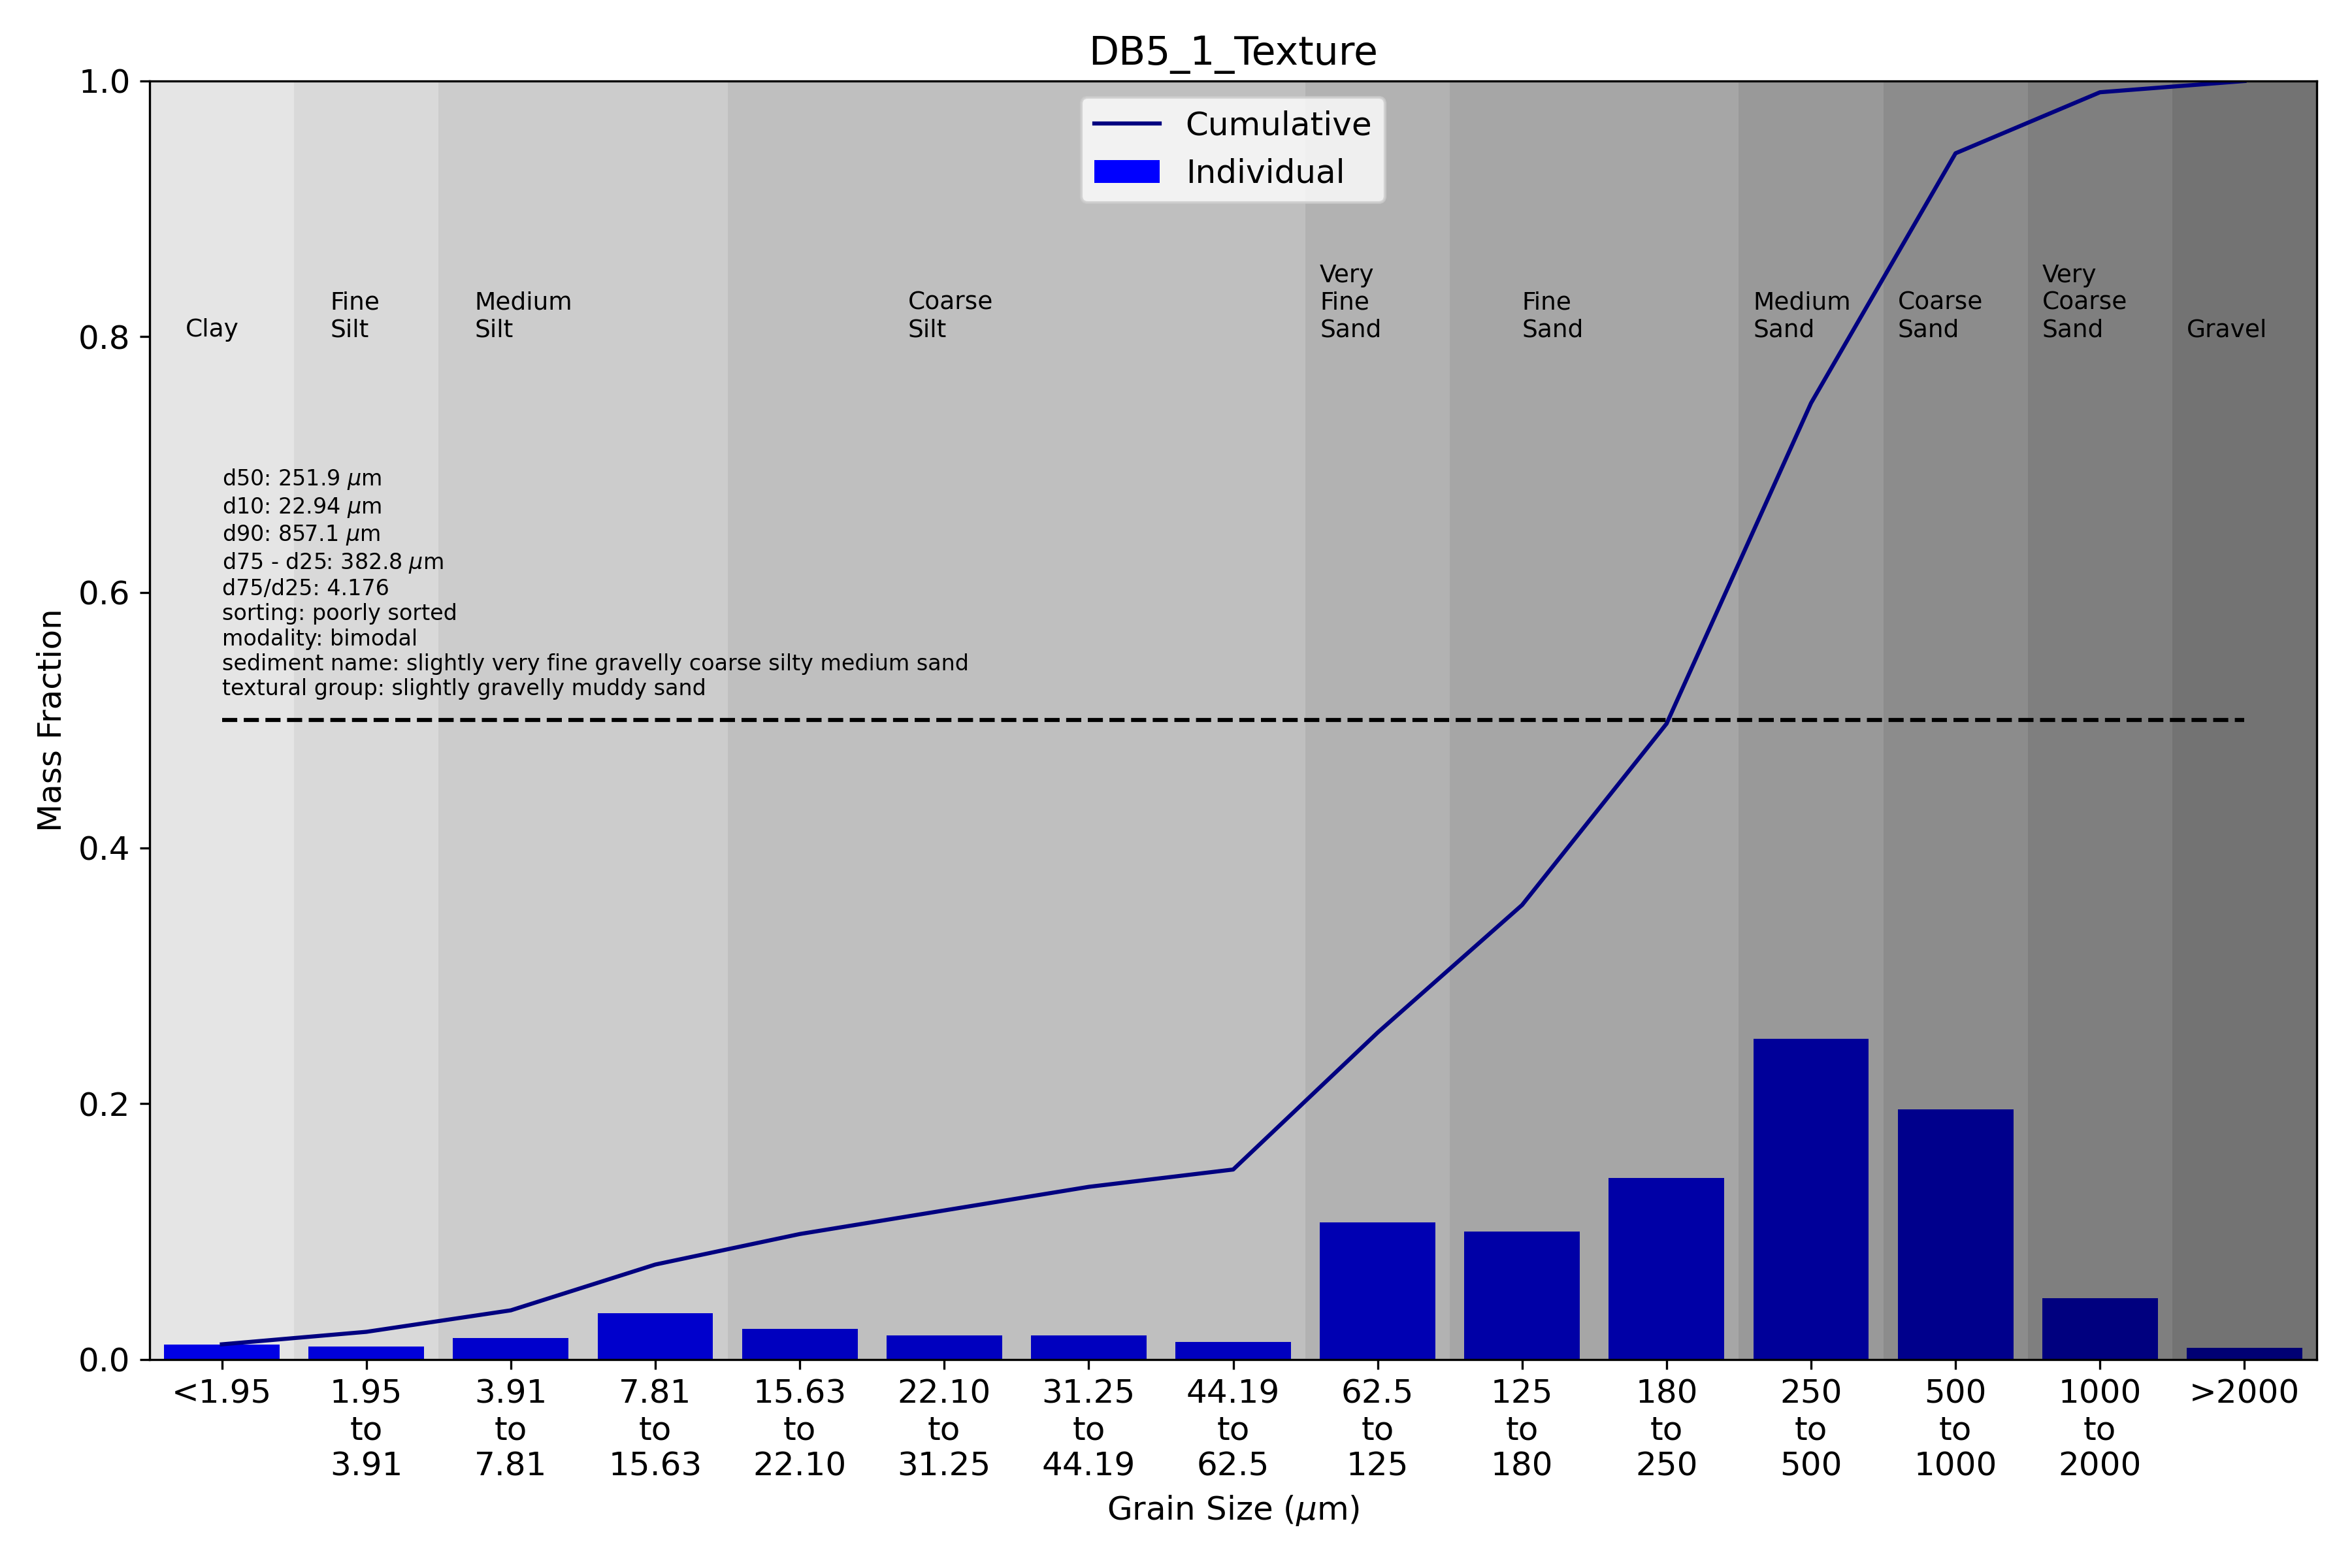 DB5_1_Texture
Cumulative
Individual
Clay
Fine
Silt
Medium
Silt
Coarse
Silt
Very
Fine
Sand
Fine
Sand
Medium
Sand
Coarse
Sand
Very
Coarse
Sand
Gravel
d50: 251.9 μm
d10: 22.94 μm
d90: 857.1 μm
d75 - d25: 382.8 μm
d75/d25: 4.176
sorting: poorly sorted
modality: bimodal
sediment name: slightly very fine gravelly coarse silty medium sand
textural group: slightly gravelly muddy sand
Mass Fraction
1.0
0.8
0.6
0.4
0.2
0.0
<1.95
1.95
to
3.91
3.91
to
7.81
7.81
to
15.63
15.63
to
22.10
22.10
to
31.25
31.25
to
44.19
44.19
to
62.5
62.5
to
125
125
to
180
180
to
250
250
to
500
500
to
1000
1000
to
2000
>2000
Grain Size (μm)